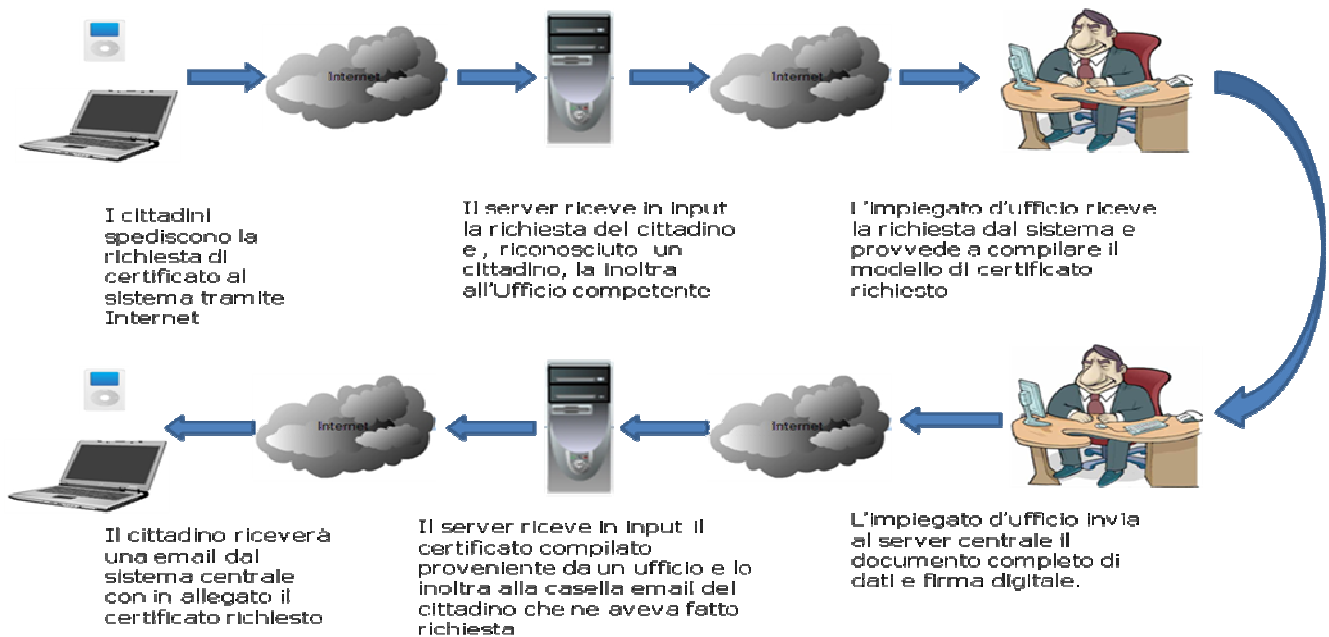 Internet
Internet
I cittadini
spediscono la
richiesta di
certificato al
sistema tramite
Internet
Il server riceve in input
la richiesta del cittadino
e , riconosciuto un
cittadino, la inoltra
all'Ufficio competente
L'impiegato d'ufficio riceve
la richiesta dal sistema e
provvede a compilare il
modello di certificato
richiesto
Internet
Internet
Il cittadino riceverà
una email dal
sistema centrale
con in allegato il
certificato richiesto
Il server riceve in input il
certificato compilato
proveniente da un ufficio e lo
inoltra alla casella email del
cittadino che ne aveva fatto
richiesta
L'impiegato d'ufficio invia
al server centrale il
documento completo di
dati e firma digitale.